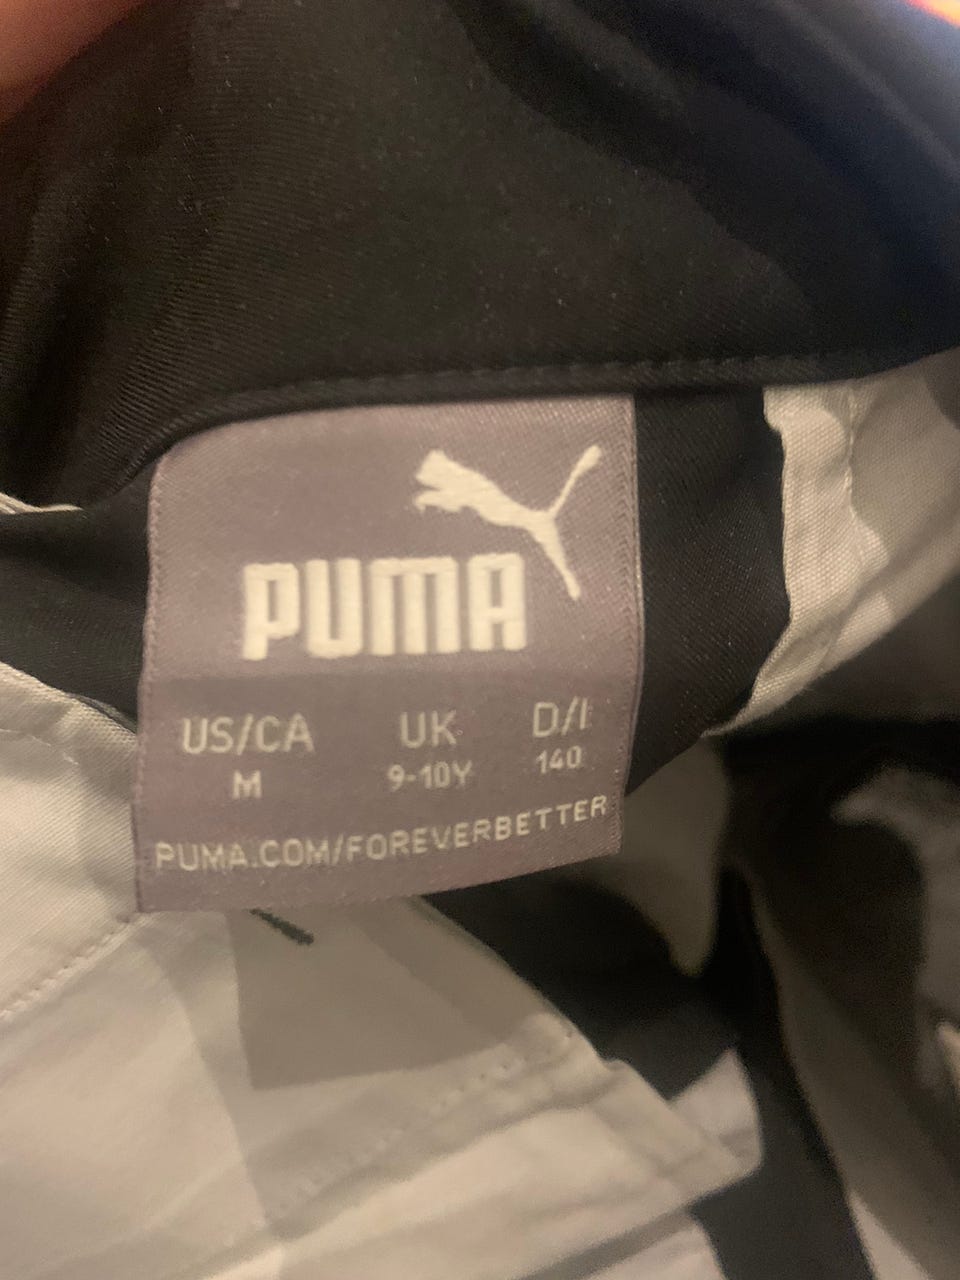 PUMA
US/CA UK D/I
M 9-10Y 140
PUMA.COM/FOREVERBETTER